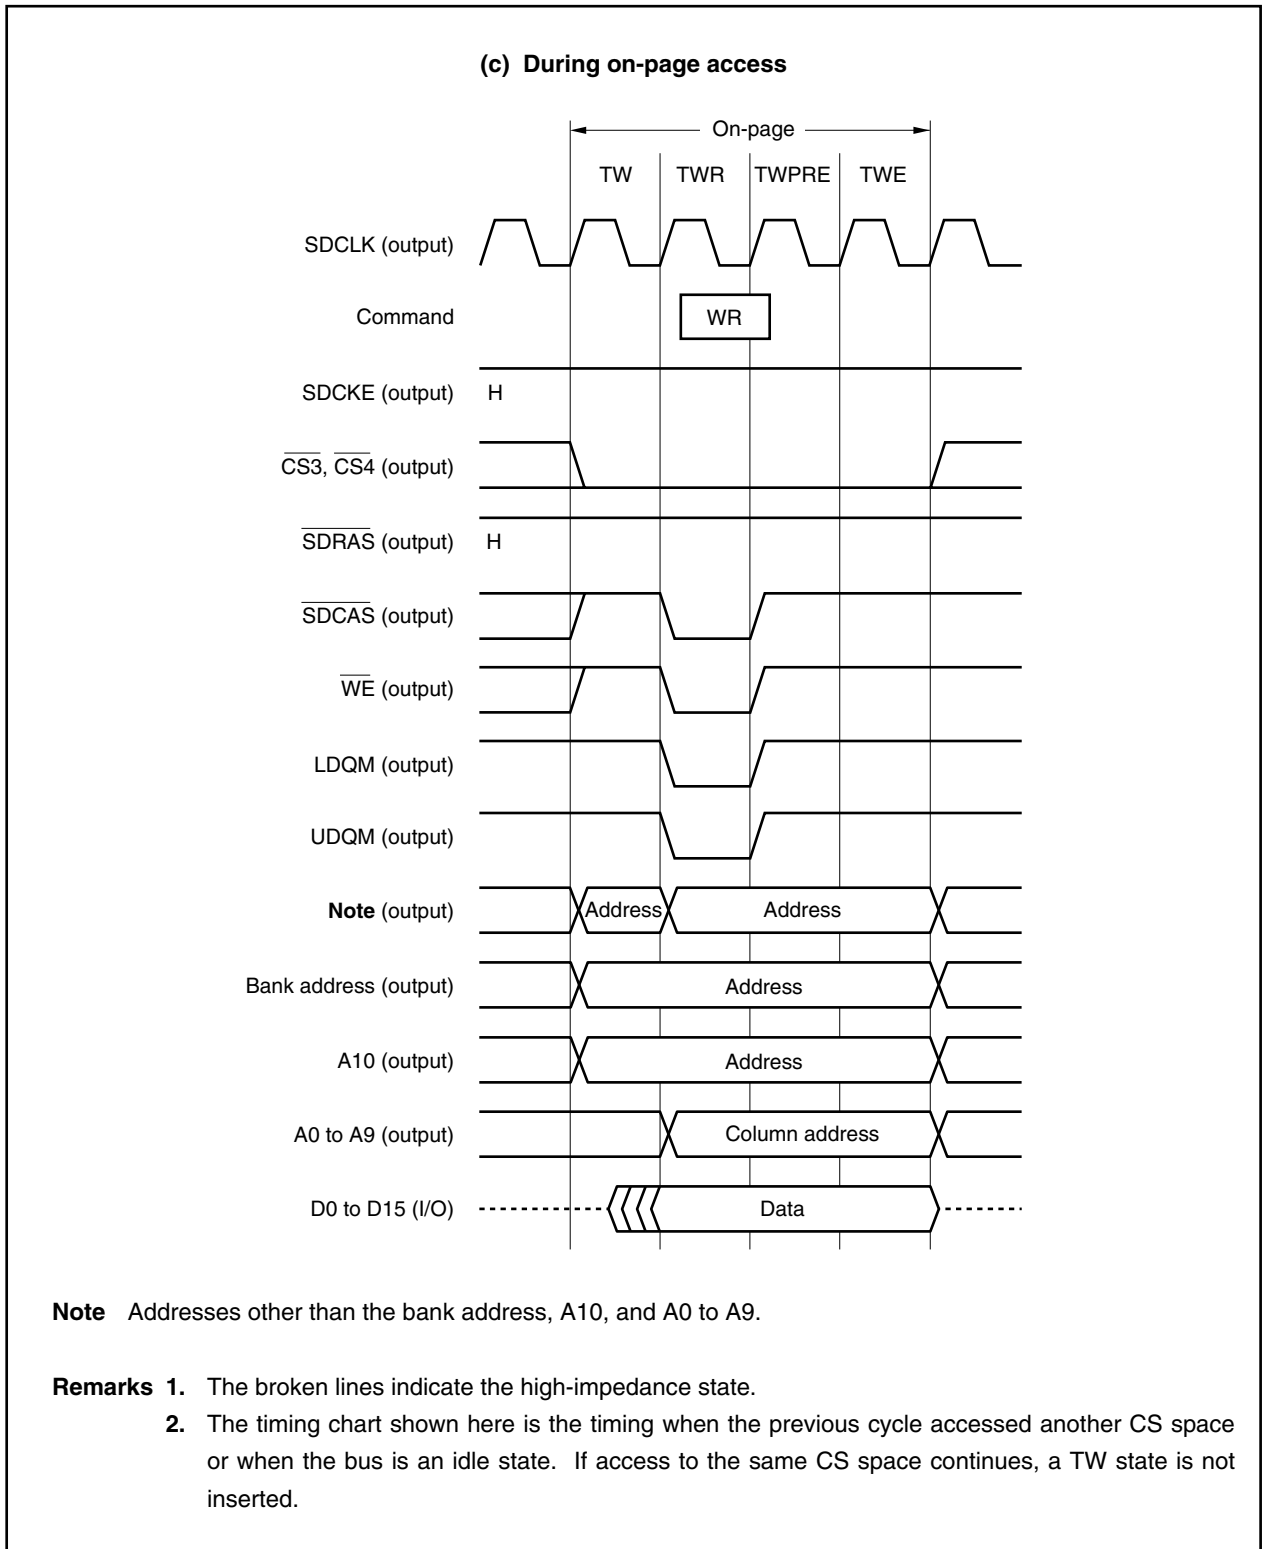 (c) During on-page access
On-page
TW TWR TWPRE TWE
SDCLK (output)
Command WR
SDCKE (output) H
CS3, CS4 (output)
SDRAS (output) H
SDCAS (output)
WE (output)
LDQM (output)
UDQM (output)
Note (output) Address Address
Bank address (output) Address
A10 (output) Address
A0 to A9 (output) Column address
D0 to D15 (I/O) Data
Note Addresses other than the bank address, A10, and A0 to A9.
Remarks 1. The broken lines indicate the high-impedance state.
2. The timing chart shown here is the timing when the previous cycle accessed another CS space
or when the bus is an idle state. If access to the same CS space continues, a TW state is not
inserted.